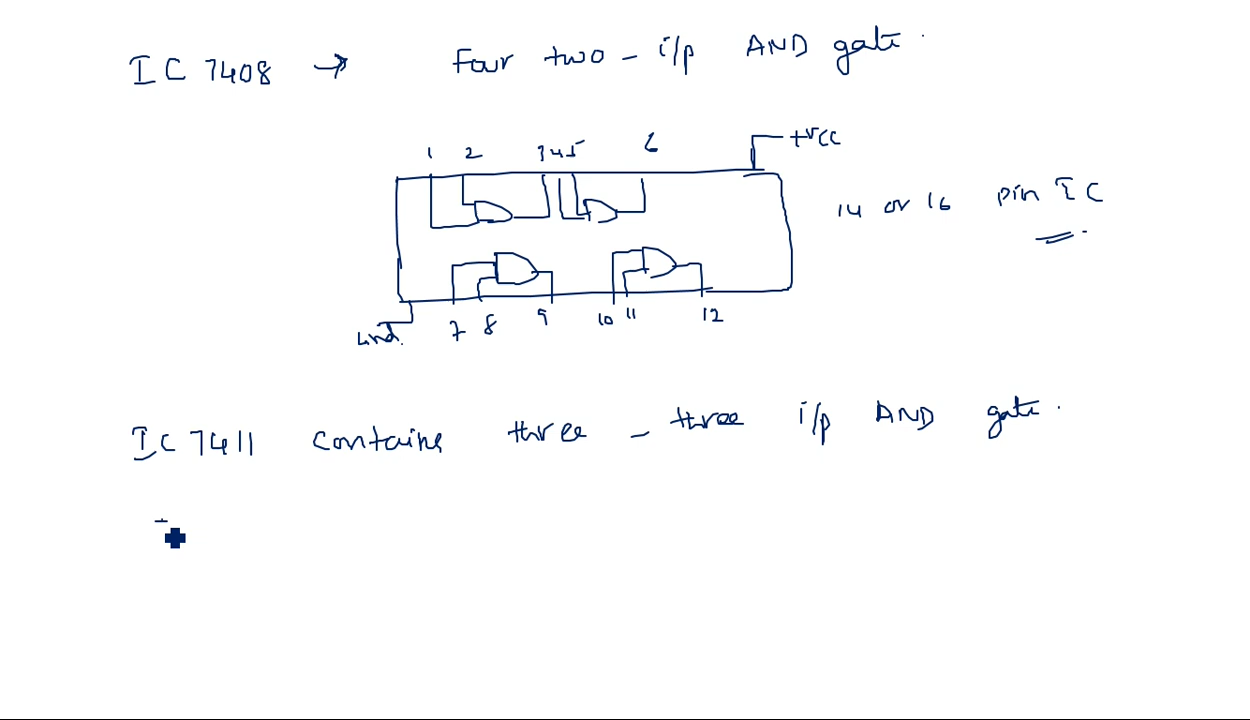 IC 7408 → Four two - i/p AND gate.
1 2 3 4 5 6 +VCC
14 or 16 pin IC
Gnd. 7 8 9 10 11 12
IC 7411 contains three - three i/p AND gate.